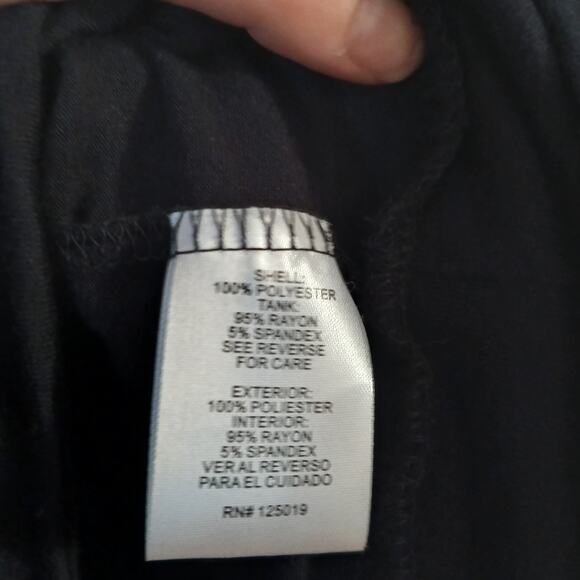 SHELL:
100% POLYESTER
TANK:
95% RAYON
5% SPANDEX
SEE REVERSE
FOR CARE
EXTERIOR:
100% POLIESTER
INTERIOR:
95% RAYON
5% SPANDEX
VER AL REVERSO
PARA EL CUIDADO
RN# 125019